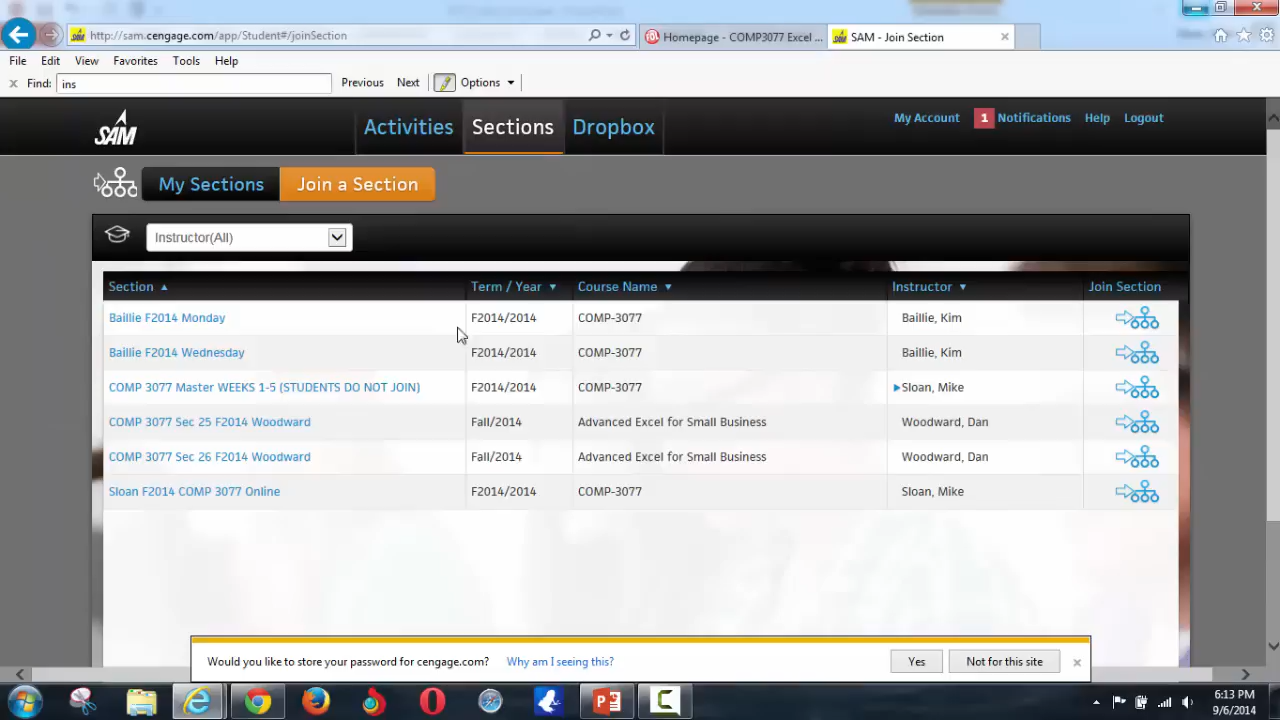 http://sam.cengage.com/app/Student#/joinSection
Homepage - COMP3077 Excel ...
SAM - Join Section
File Edit View Favorites Tools Help
Find: ins Previous Next Options
SAM
Activities Sections Dropbox
My Account 1 Notifications Help Logout
My Sections Join a Section
Instructor(All)
Section Term / Year Course Name Instructor Join Section
Baillie F2014 Monday F2014/2014 COMP-3077 Baillie, Kim
Baillie F2014 Wednesday F2014/2014 COMP-3077 Baillie, Kim
COMP 3077 Master WEEKS 1-5 (STUDENTS DO NOT JOIN) F2014/2014 COMP-3077 Sloan, Mike
COMP 3077 Sec 25 F2014 Woodward Fall/2014 Advanced Excel for Small Business Woodward, Dan
COMP 3077 Sec 26 F2014 Woodward Fall/2014 Advanced Excel for Small Business Woodward, Dan
Sloan F2014 COMP 3077 Online F2014/2014 COMP-3077 Sloan, Mike
Would you like to store your password for cengage.com? Why am I seeing this? Yes Not for this site
6:13 PM
9/6/2014